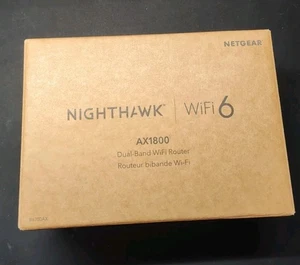 NETGEAR
NIGHTHAWK | WiFi 6
AX1800
Dual-Band WiFi Router
Routeur bibande Wi-Fi